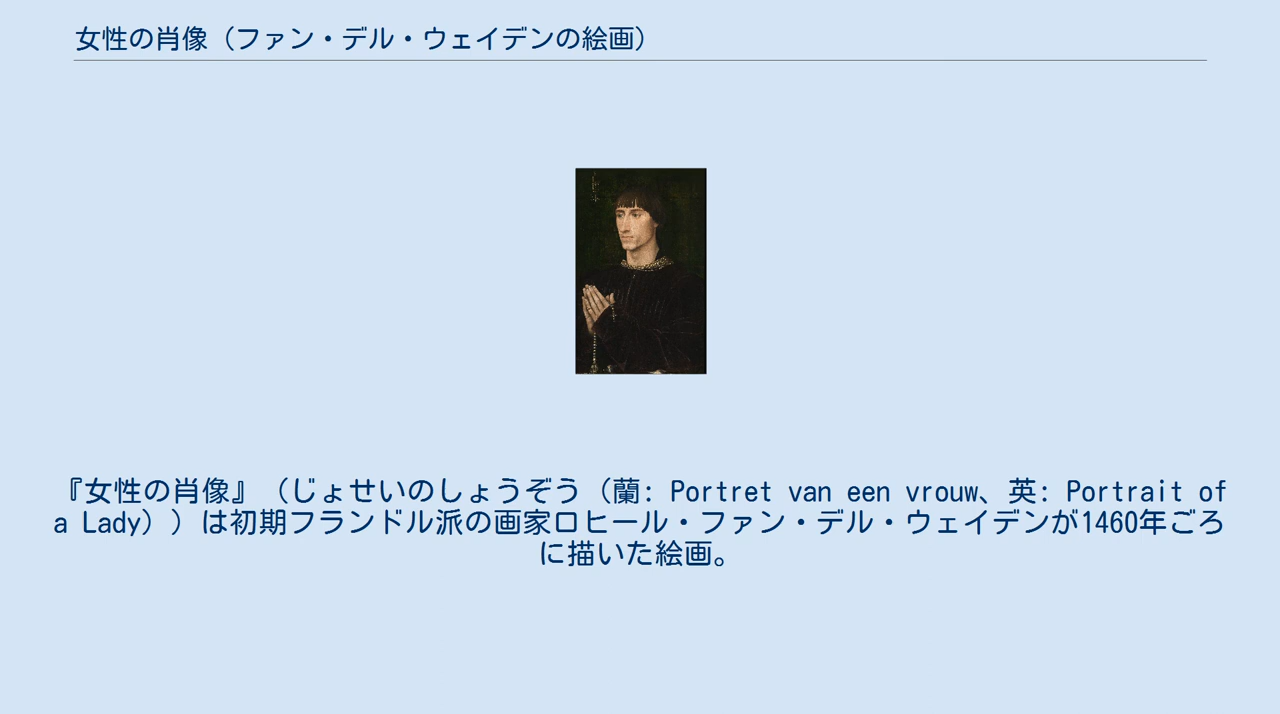 女性の肖像（ファン・デル・ウェイデンの絵画）
『女性の肖像』（じょせいのしょうぞう（蘭: Portret van een vrouw、英: Portrait of
a Lady））は初期フランドル派の画家ロヒール・ファン・デル・ウェイデンが1460年ごろ
に描いた絵画。